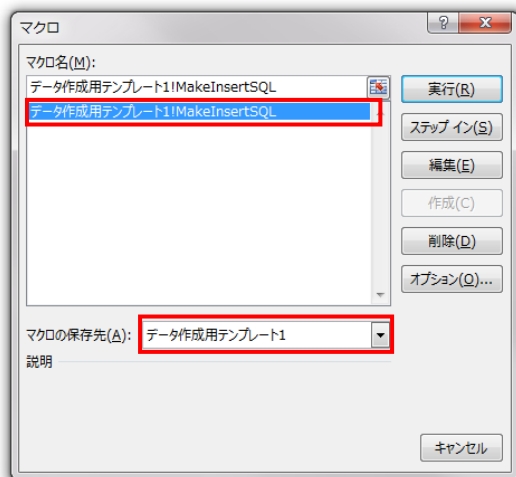 マクロ
マクロ名(M):
データ作成用テンプレート1!MakeInsertSQL
データ作成用テンプレート1!MakeInsertSQL
実行(R)
ステップ イン(S)
編集(E)
作成(C)
削除(D)
オプション(O)...
マクロの保存先(A): データ作成用テンプレート1
説明
キャンセル